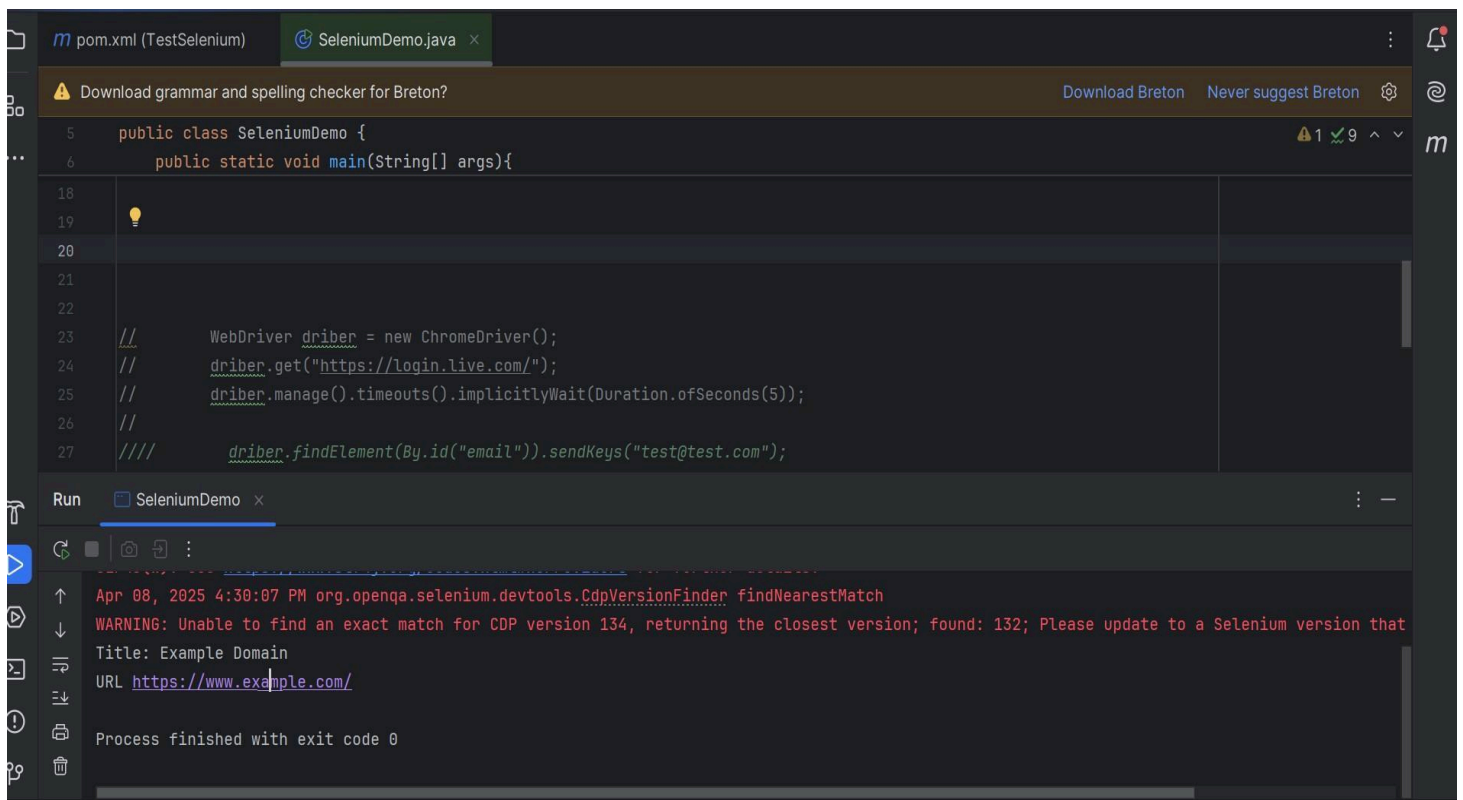 pom.xml (TestSelenium)
SeleniumDemo.java
Download grammar and spelling checker for Breton?
Download Breton
Never suggest Breton
5 public class SeleniumDemo {
1 9
6 public static void main(String[] args){
m
18
19
20
21
22
23 // WebDriver driber = new ChromeDriver();
24 // driber.get("https://login.live.com/");
25 // driber.manage().timeouts().implicitlyWait(Duration.ofSeconds(5));
26 //
27 //// driber.findElement(By.id("email")).sendKeys("test@test.com");
Run SeleniumDemo
Apr 08, 2025 4:30:07 PM org.openqa.selenium.devtools.CdpVersionFinder findNearestMatch
WARNING: Unable to find an exact match for CDP version 134, returning the closest version; found: 132; Please update to a Selenium version that
Title: Example Domain
URL https://www.example.com/
Process finished with exit code 0